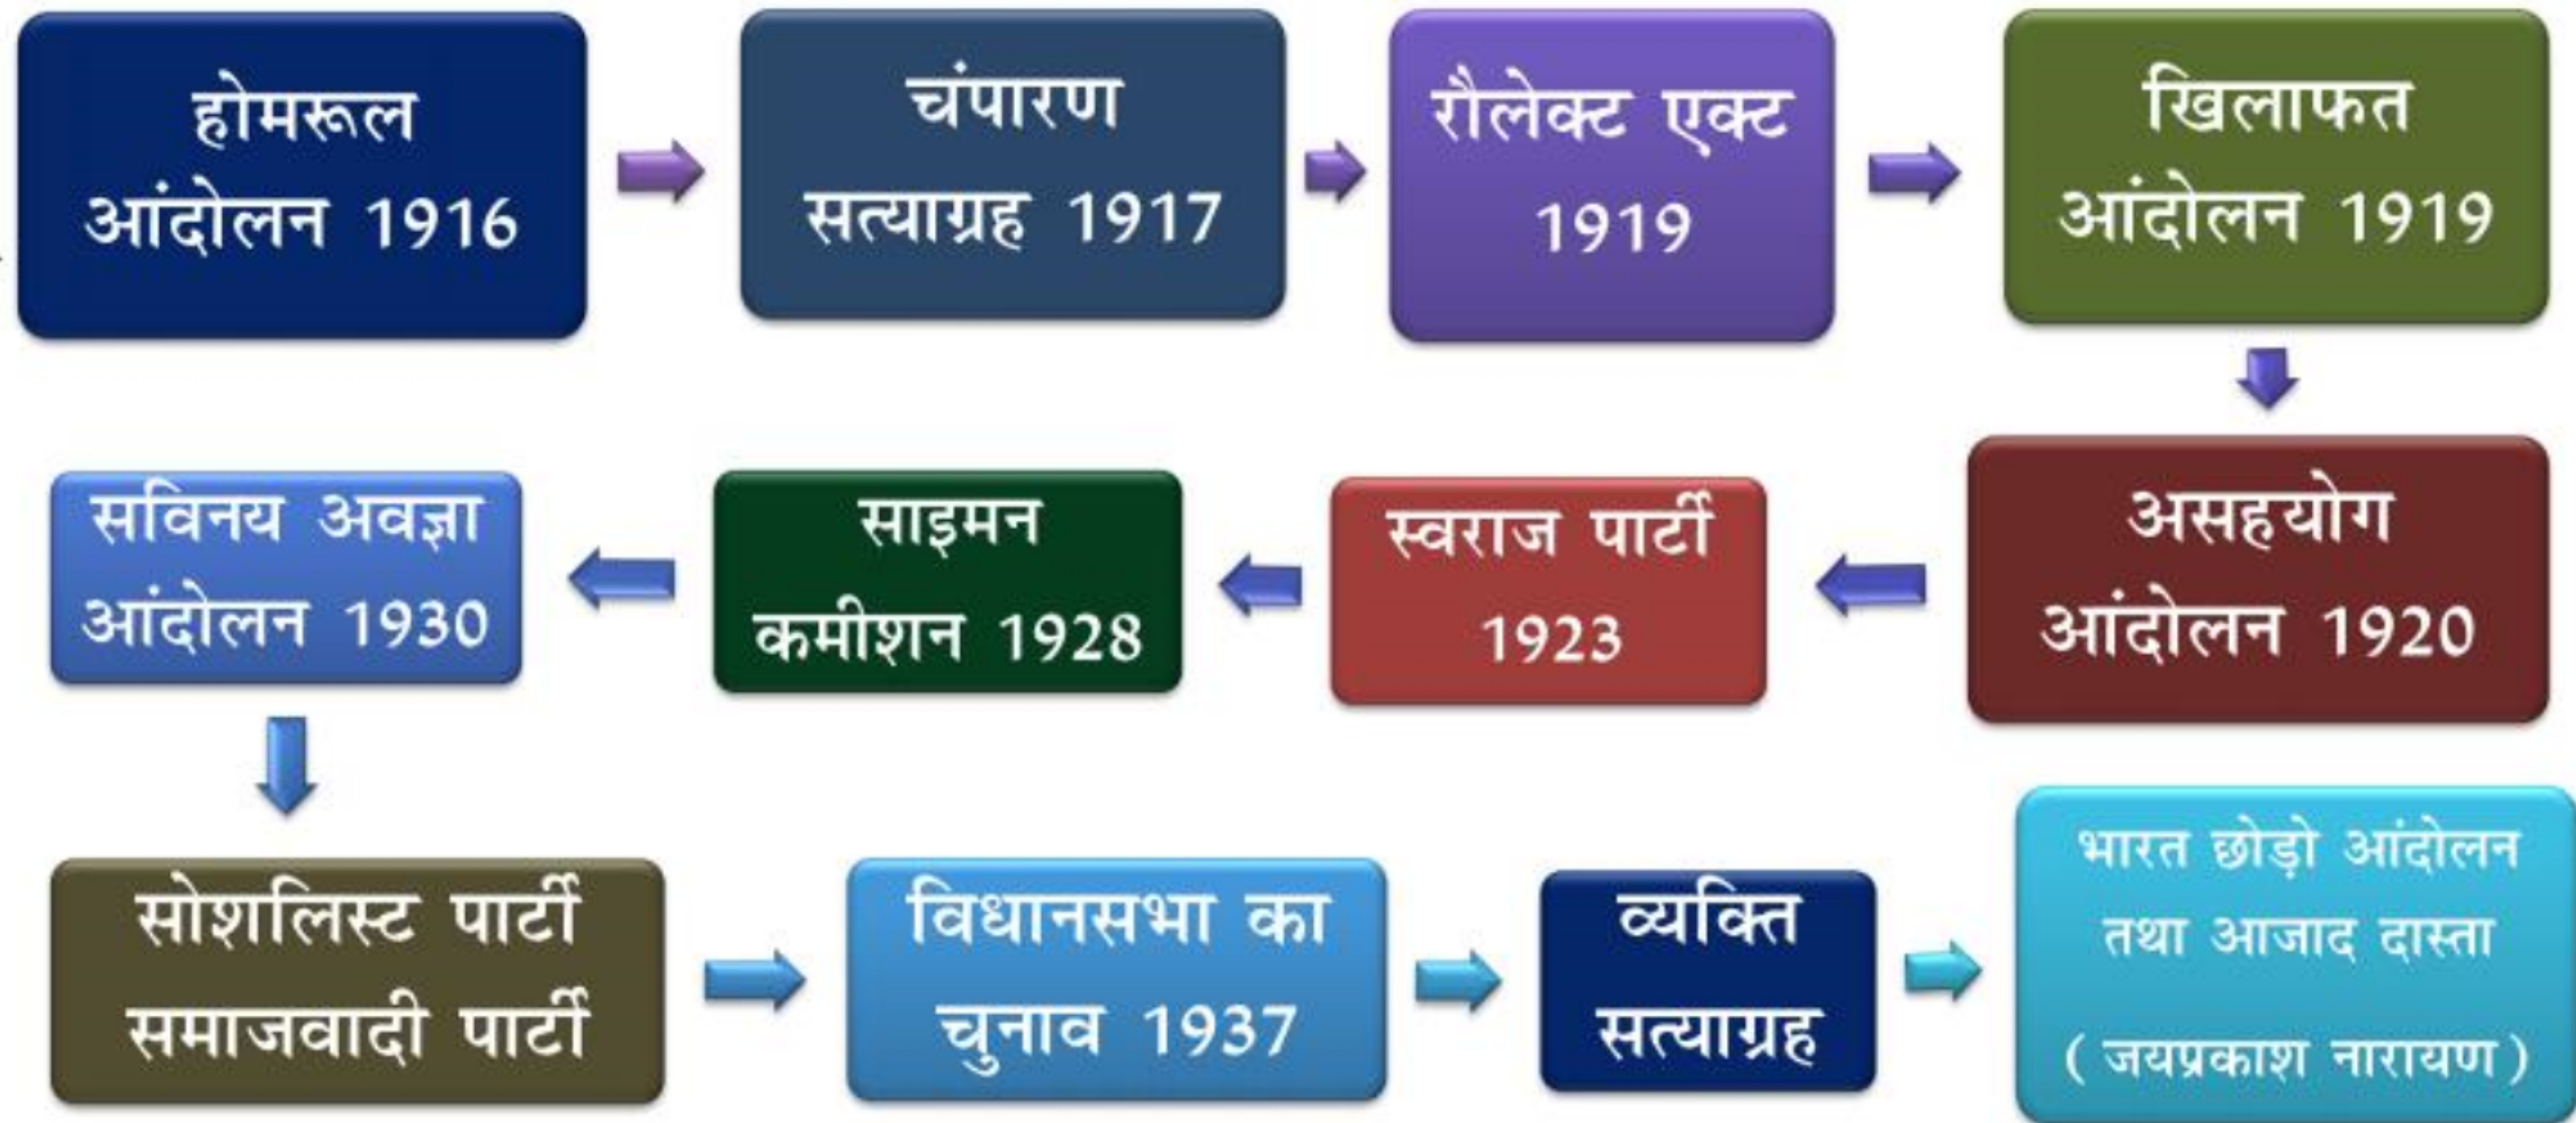 होमरूल
आंदोलन 1916
चंपारण
सत्याग्रह 1917
रौलेक्ट एक्ट
1919
खिलाफत
आंदोलन 1919
असहयोग
आंदोलन 1920
स्वराज पार्टी
1923
साइमन
कमीशन 1928
सविनय अवज्ञा
आंदोलन 1930
सोशलिस्ट पार्टी
समाजवादी पार्टी
विधानसभा का
चुनाव 1937
व्यक्ति
सत्याग्रह
भारत छोड़ो आंदोलन
तथा आजाद दास्ता
( जयप्रकाश नारायण )